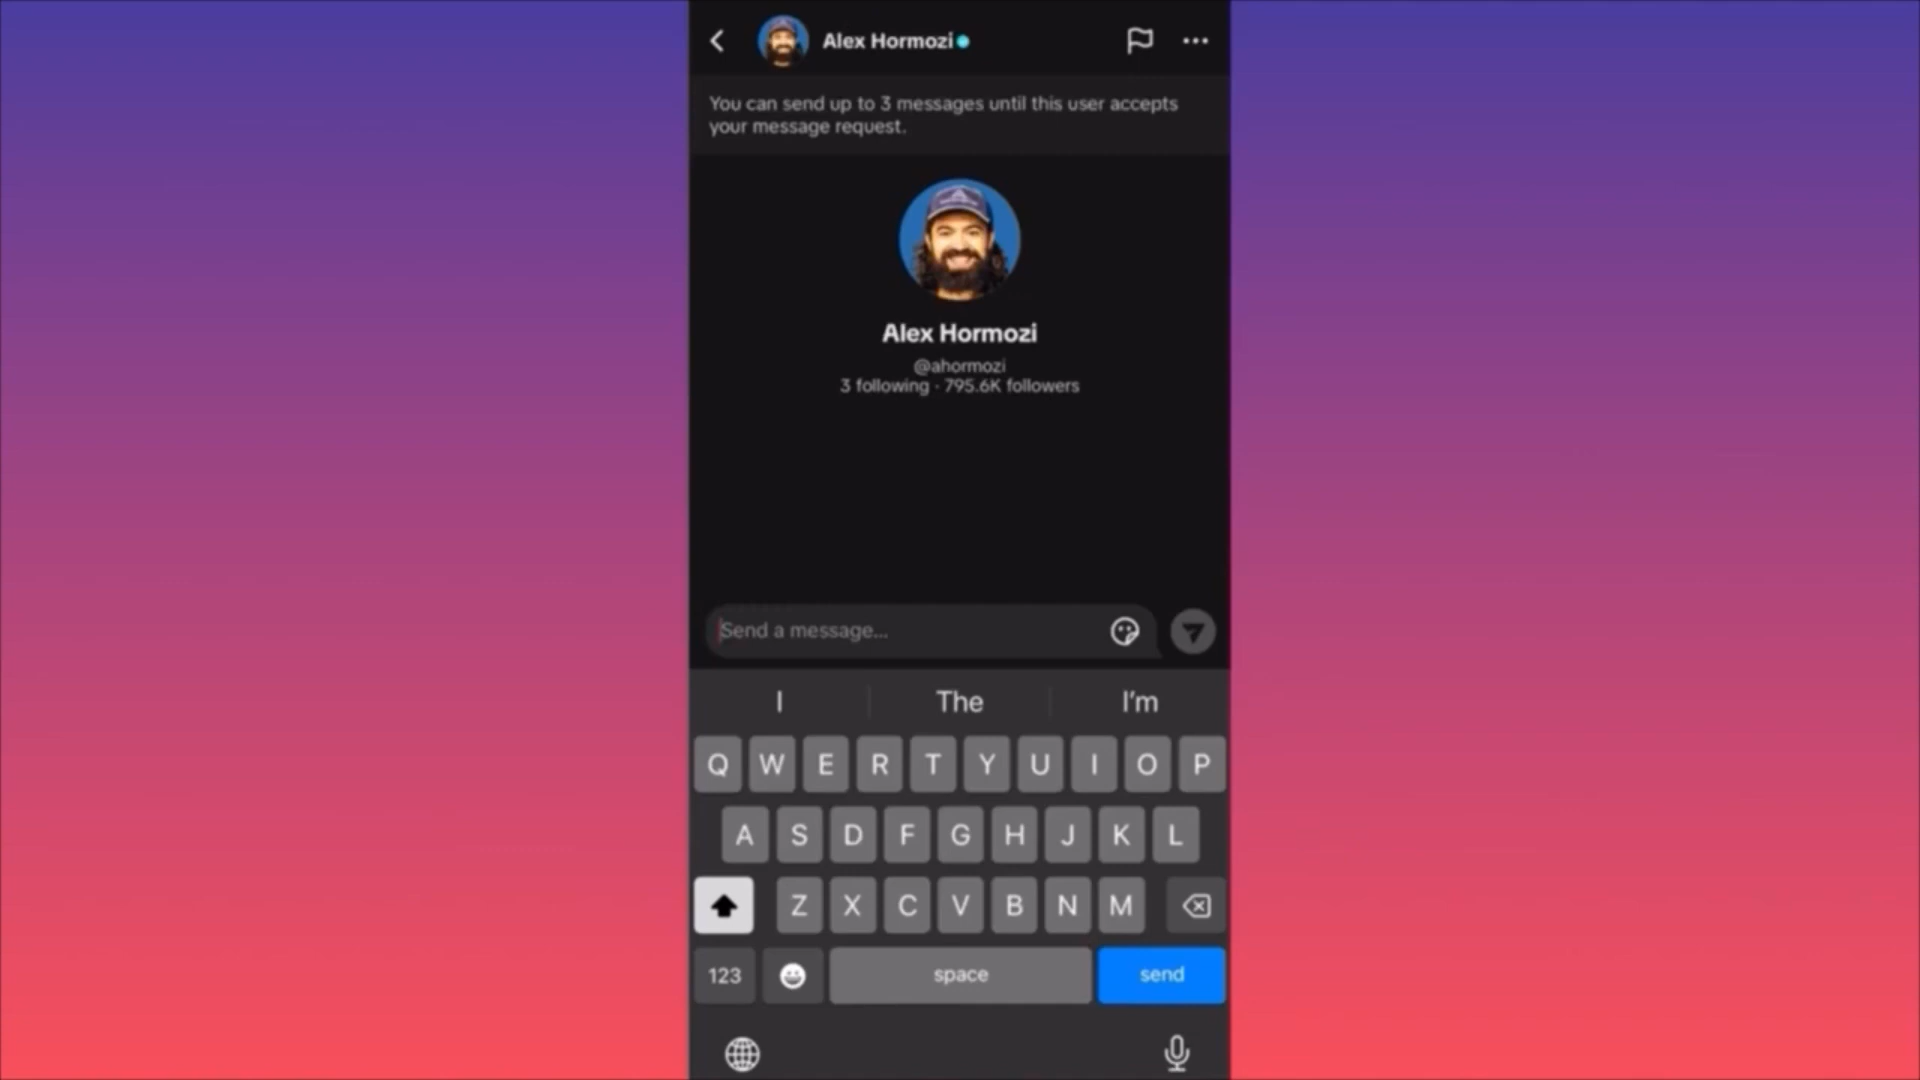 Alex Hormozi
You can send up to 3 messages until this user accepts
your message request.
Alex Hormozi
@ahormozi
3 following · 795.6K followers
Send a message...
I The I'm
Q W E R T Y U I O P
A S D F G H J K L
Z X C V B N M
123 space send